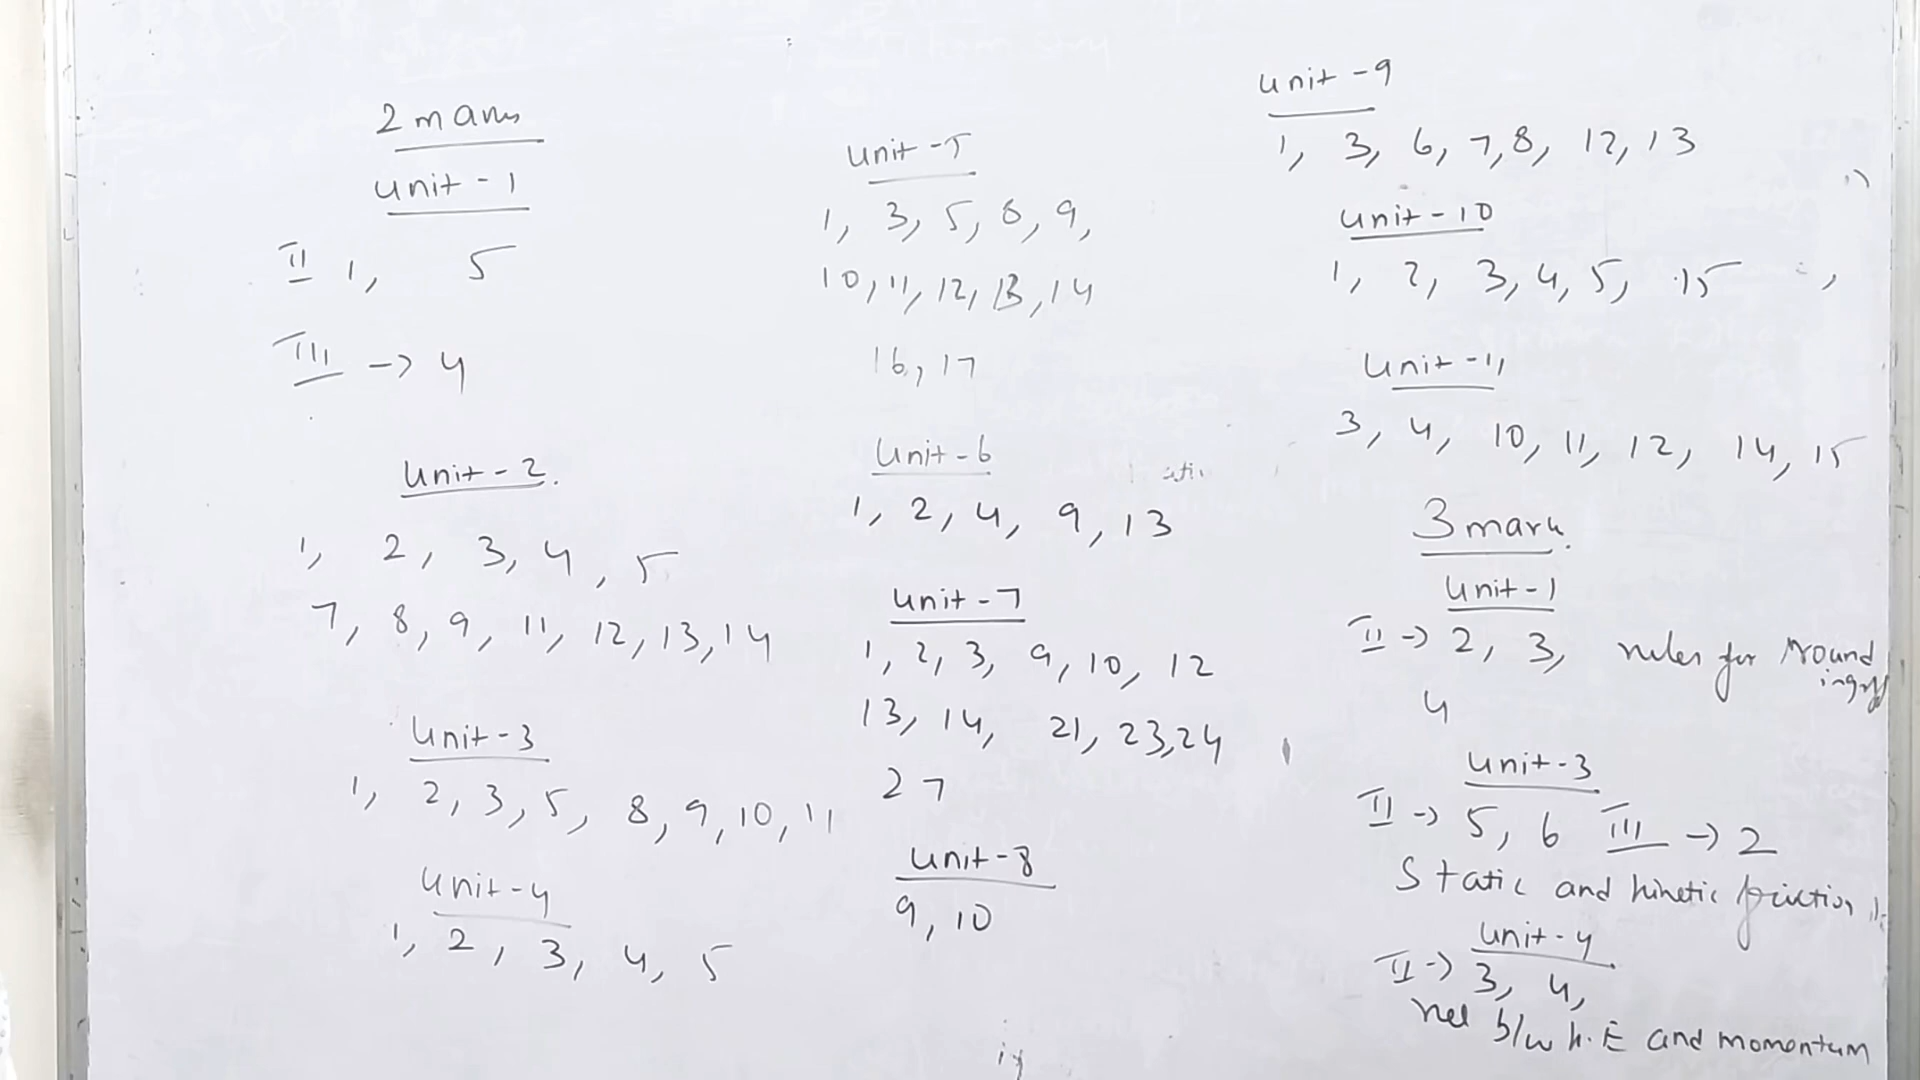 2 marks
unit - 1
II 1, 5
III -> 4
unit - 2.
1, 2, 3, 4, 5
7, 8, 9, 11, 12, 13, 14
unit - 3
1, 2, 3, 5, 8, 9, 10, 11
unit - 4
1, 2, 3, 4, 5
unit - 5
1, 3, 5, 8, 9,
10, 11, 12, 13, 14
16, 17
unit - 6
1, 2, 4, 9, 13
unit - 7
1, 2, 3, 9, 10, 12
13, 14, 21, 23, 24
27
unit - 8
9, 10
unit - 9
1, 3, 6, 7, 8, 12, 13
unit - 10
1, 2, 3, 4, 5, 15
unit - 11
3, 4, 10, 11, 12, 14, 15
3 mark.
unit - 1
II -> 2, 3, rules for round
ing off
4
unit - 3
II -> 5, 6 III -> 2
Static and kinetic friction
unit - 4
II -> 3, 4,
rel b/w k.E and momentum